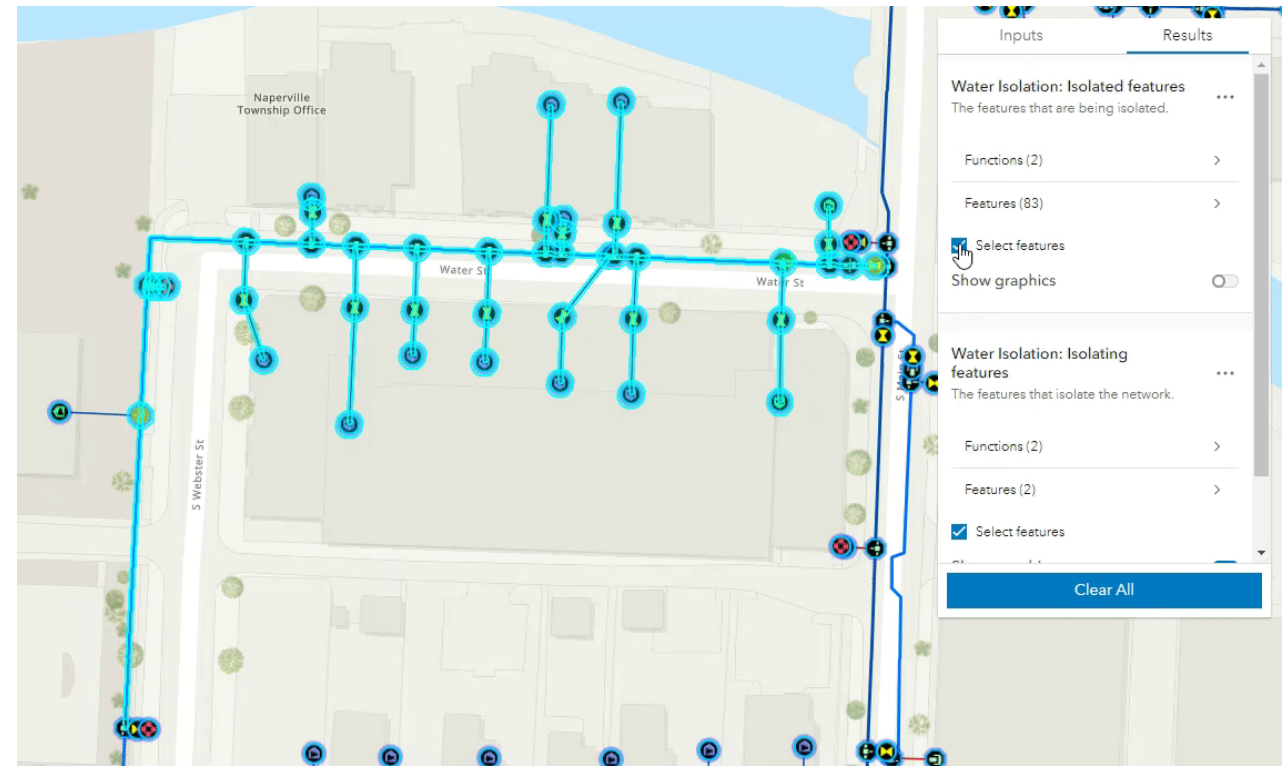 Inputs
Results
Water Isolation: Isolated features
...
The features that are being isolated.
Functions (2)
Features (83)
Select features
Show graphics
Water Isolation: Isolating
features
...
The features that isolate the network.
Functions (2)
Features (2)
Select features
Clear All
Naperville
Township Office
Water St
Water St
S Webster St